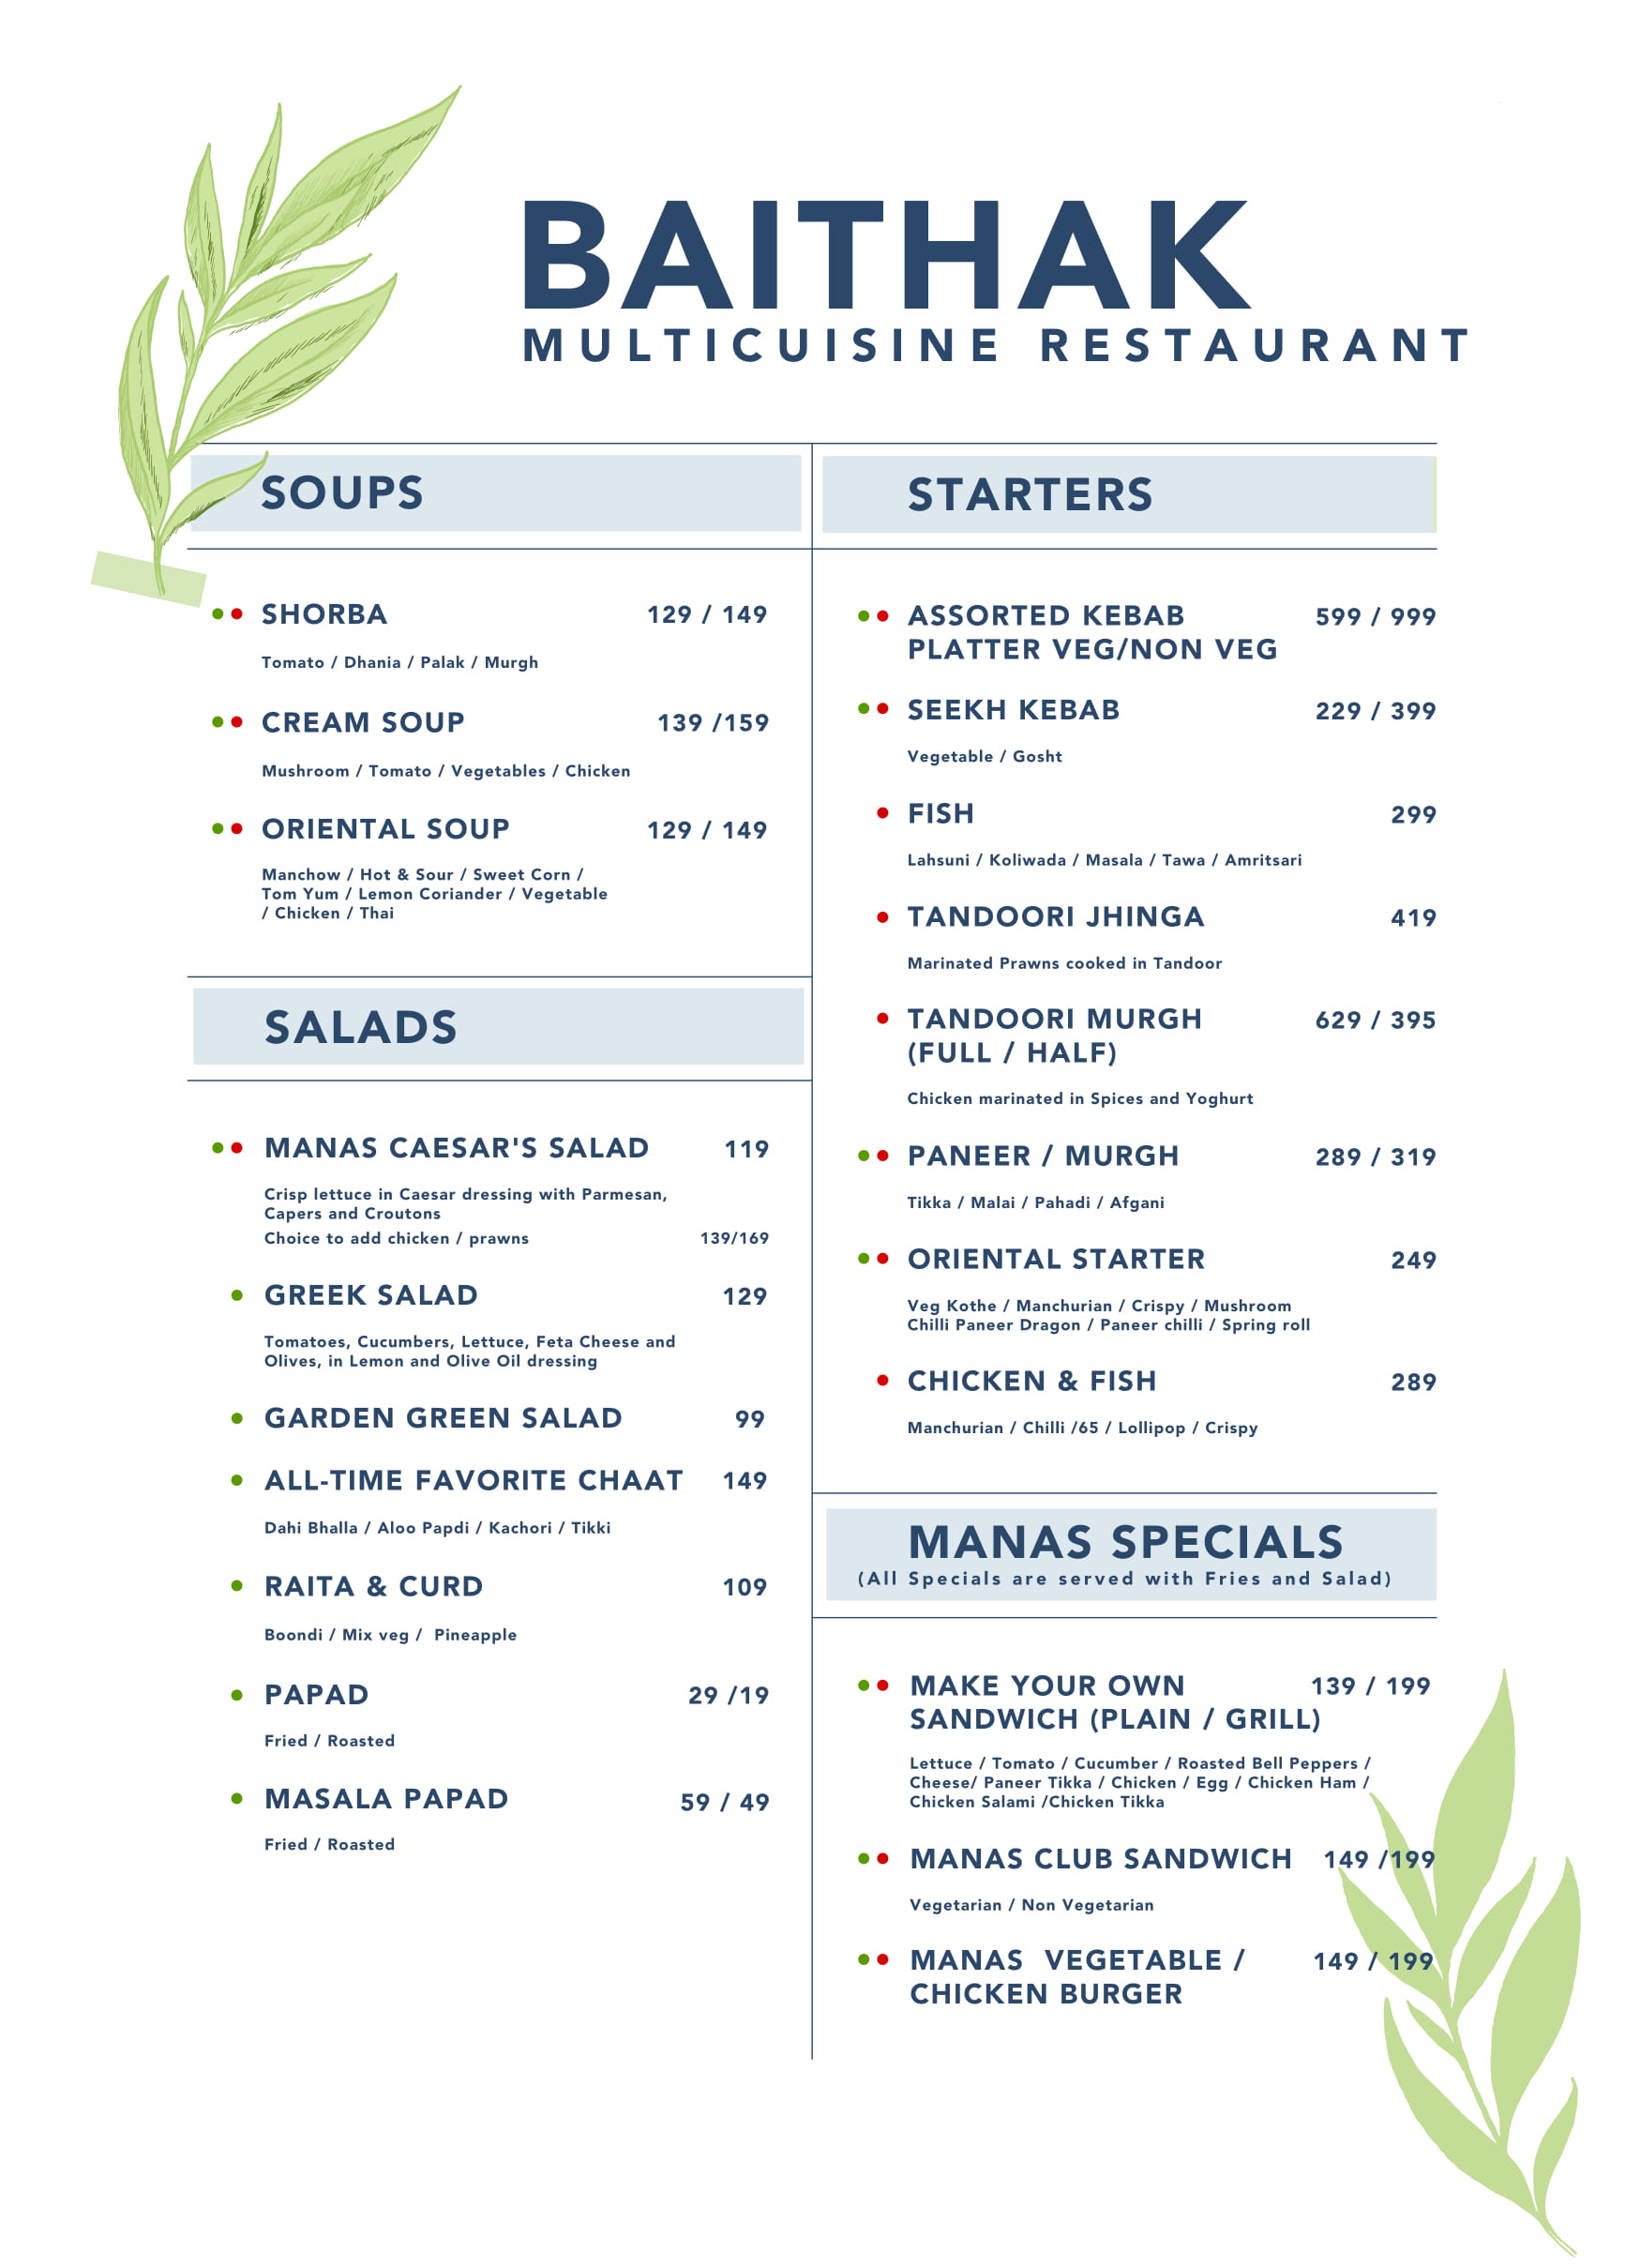 BAITHAK
MULTICUISINE RESTAURANT
SOUPS
SHORBA 129 / 149
Tomato / Dhania / Palak / Murgh
CREAM SOUP 139 /159
Mushroom / Tomato / Vegetables / Chicken
ORIENTAL SOUP 129 / 149
Manchow / Hot & Sour / Sweet Corn /
Tom Yum / Lemon Coriander / Vegetable
/ Chicken / Thai
SALADS
MANAS CAESAR'S SALAD 119
Crisp lettuce in Caesar dressing with Parmesan,
Capers and Croutons
Choice to add chicken / prawns 139/169
GREEK SALAD 129
Tomatoes, Cucumbers, Lettuce, Feta Cheese and
Olives, in Lemon and Olive Oil dressing
GARDEN GREEN SALAD 99
ALL-TIME FAVORITE CHAAT 149
Dahi Bhalla / Aloo Papdi / Kachori / Tikki
RAITA & CURD 109
Boondi / Mix veg / Pineapple
PAPAD 29 /19
Fried / Roasted
MASALA PAPAD 59 / 49
Fried / Roasted
STARTERS
ASSORTED KEBAB 599 / 999
PLATTER VEG/NON VEG
SEEKH KEBAB 229 / 399
Vegetable / Gosht
FISH 299
Lahsuni / Koliwada / Masala / Tawa / Amritsari
TANDOORI JHINGA 419
Marinated Prawns cooked in Tandoor
TANDOORI MURGH 629 / 395
(FULL / HALF)
Chicken marinated in Spices and Yoghurt
PANEER / MURGH 289 / 319
Tikka / Malai / Pahadi / Afgani
ORIENTAL STARTER 249
Veg Kothe / Manchurian / Crispy / Mushroom
Chilli Paneer Dragon / Paneer chilli / Spring roll
CHICKEN & FISH 289
Manchurian / Chilli /65 / Lollipop / Crispy
MANAS SPECIALS
(All Specials are served with Fries and Salad)
MAKE YOUR OWN 139 / 199
SANDWICH (PLAIN / GRILL)
Lettuce / Tomato / Cucumber / Roasted Bell Peppers /
Cheese/ Paneer Tikka / Chicken / Egg / Chicken Ham /
Chicken Salami /Chicken Tikka
MANAS CLUB SANDWICH 149 /199
Vegetarian / Non Vegetarian
MANAS VEGETABLE / 149 / 199
CHICKEN BURGER